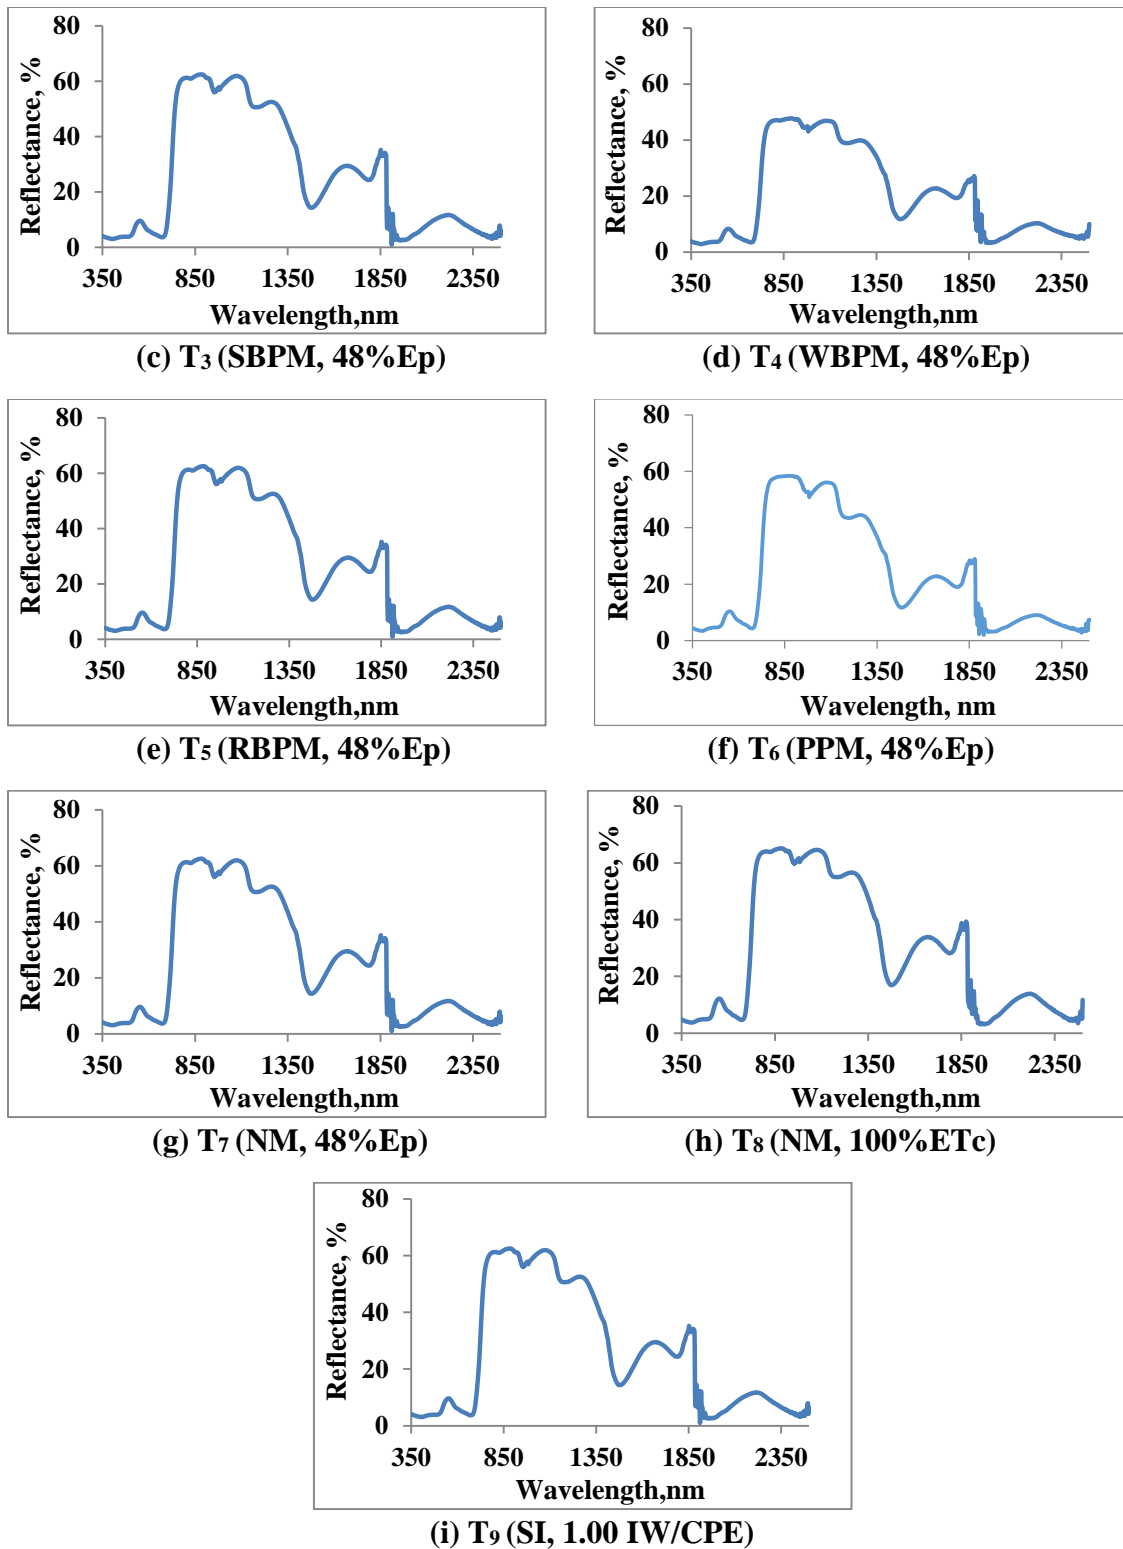 80
60
40
20
0
350 850 1350 1850 2350
Reflectance, %
Wavelength,nm
(c) T3 (SBPM, 48%Ep)
80
60
40
20
0
350 850 1350 1850 2350
Reflectance, %
Wavelength,nm
(d) T4 (WBPM, 48%Ep)
80
60
40
20
0
350 850 1350 1850 2350
Reflectance, %
Wavelength,nm
(e) T5 (RBPM, 48%Ep)
80
60
40
20
0
350 850 1350 1850 2350
Reflectance, %
Wavelength, nm
(f) T6 (PPM, 48%Ep)
80
60
40
20
0
350 850 1350 1850 2350
Reflectance, %
Wavelength,nm
(g) T7 (NM, 48%Ep)
80
60
40
20
0
350 850 1350 1850 2350
Reflectance, %
Wavelength,nm
(h) T8 (NM, 100%ETc)
80
60
40
20
0
350 850 1350 1850 2350
Reflectance, %
Wavelength,nm
(i) T9 (SI, 1.00 IW/CPE)